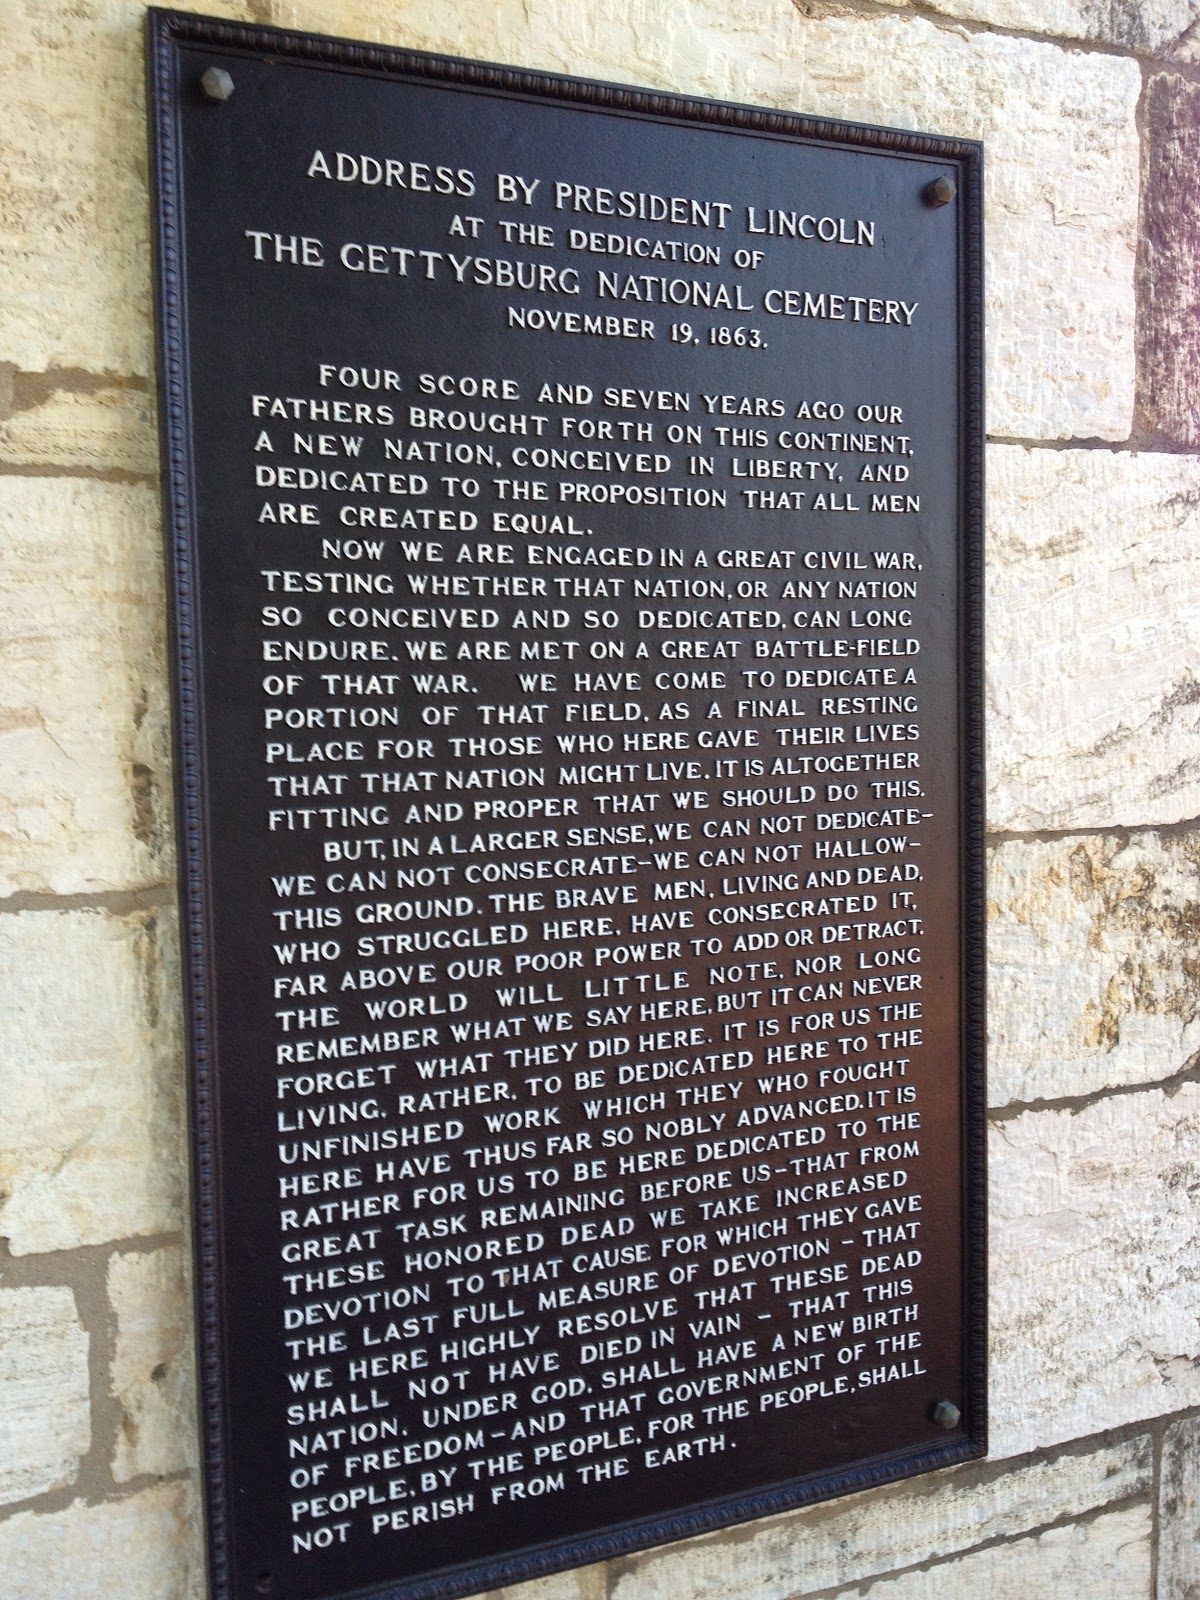 ADDRESS BY PRESIDENT LINCOLN
AT THE DEDICATION OF
THE GETTYSBURG NATIONAL CEMETERY
NOVEMBER 19, 1863.
FOUR SCORE AND SEVEN YEARS AGO OUR
FATHERS BROUGHT FORTH ON THIS CONTINENT,
A NEW NATION, CONCEIVED IN LIBERTY, AND
DEDICATED TO THE PROPOSITION THAT ALL MEN
ARE CREATED EQUAL.
NOW WE ARE ENGAGED IN A GREAT CIVIL WAR,
TESTING WHETHER THAT NATION, OR ANY NATION
SO CONCEIVED AND SO DEDICATED, CAN LONG
ENDURE. WE ARE MET ON A GREAT BATTLE-FIELD
OF THAT WAR. WE HAVE COME TO DEDICATE A
PORTION OF THAT FIELD, AS A FINAL RESTING
PLACE FOR THOSE WHO HERE GAVE THEIR LIVES
THAT THAT NATION MIGHT LIVE. IT IS ALTOGETHER
FITTING AND PROPER THAT WE SHOULD DO THIS.
BUT, IN A LARGER SENSE, WE CAN NOT DEDICATE-
WE CAN NOT CONSECRATE-WE CAN NOT HALLOW-
THIS GROUND. THE BRAVE MEN, LIVING AND DEAD,
WHO STRUGGLED HERE, HAVE CONSECRATED IT,
FAR ABOVE OUR POOR POWER TO ADD OR DETRACT.
THE WORLD WILL LITTLE NOTE, NOR LONG
REMEMBER WHAT WE SAY HERE, BUT IT CAN NEVER
FORGET WHAT THEY DID HERE. IT IS FOR US THE
LIVING, RATHER, TO BE DEDICATED HERE TO THE
UNFINISHED WORK WHICH THEY WHO FOUGHT
HERE HAVE THUS FAR SO NOBLY ADVANCED. IT IS
RATHER FOR US TO BE HERE DEDICATED TO THE
GREAT TASK REMAINING BEFORE US-THAT FROM
THESE HONORED DEAD WE TAKE INCREASED
DEVOTION TO THAT CAUSE FOR WHICH THEY GAVE
THE LAST FULL MEASURE OF DEVOTION - THAT
WE HERE HIGHLY RESOLVE THAT THESE DEAD
SHALL NOT HAVE DIED IN VAIN - THAT THIS
NATION, UNDER GOD, SHALL HAVE A NEW BIRTH
OF FREEDOM-AND THAT GOVERNMENT OF THE
PEOPLE, BY THE PEOPLE, FOR THE PEOPLE, SHALL
NOT PERISH FROM THE EARTH.